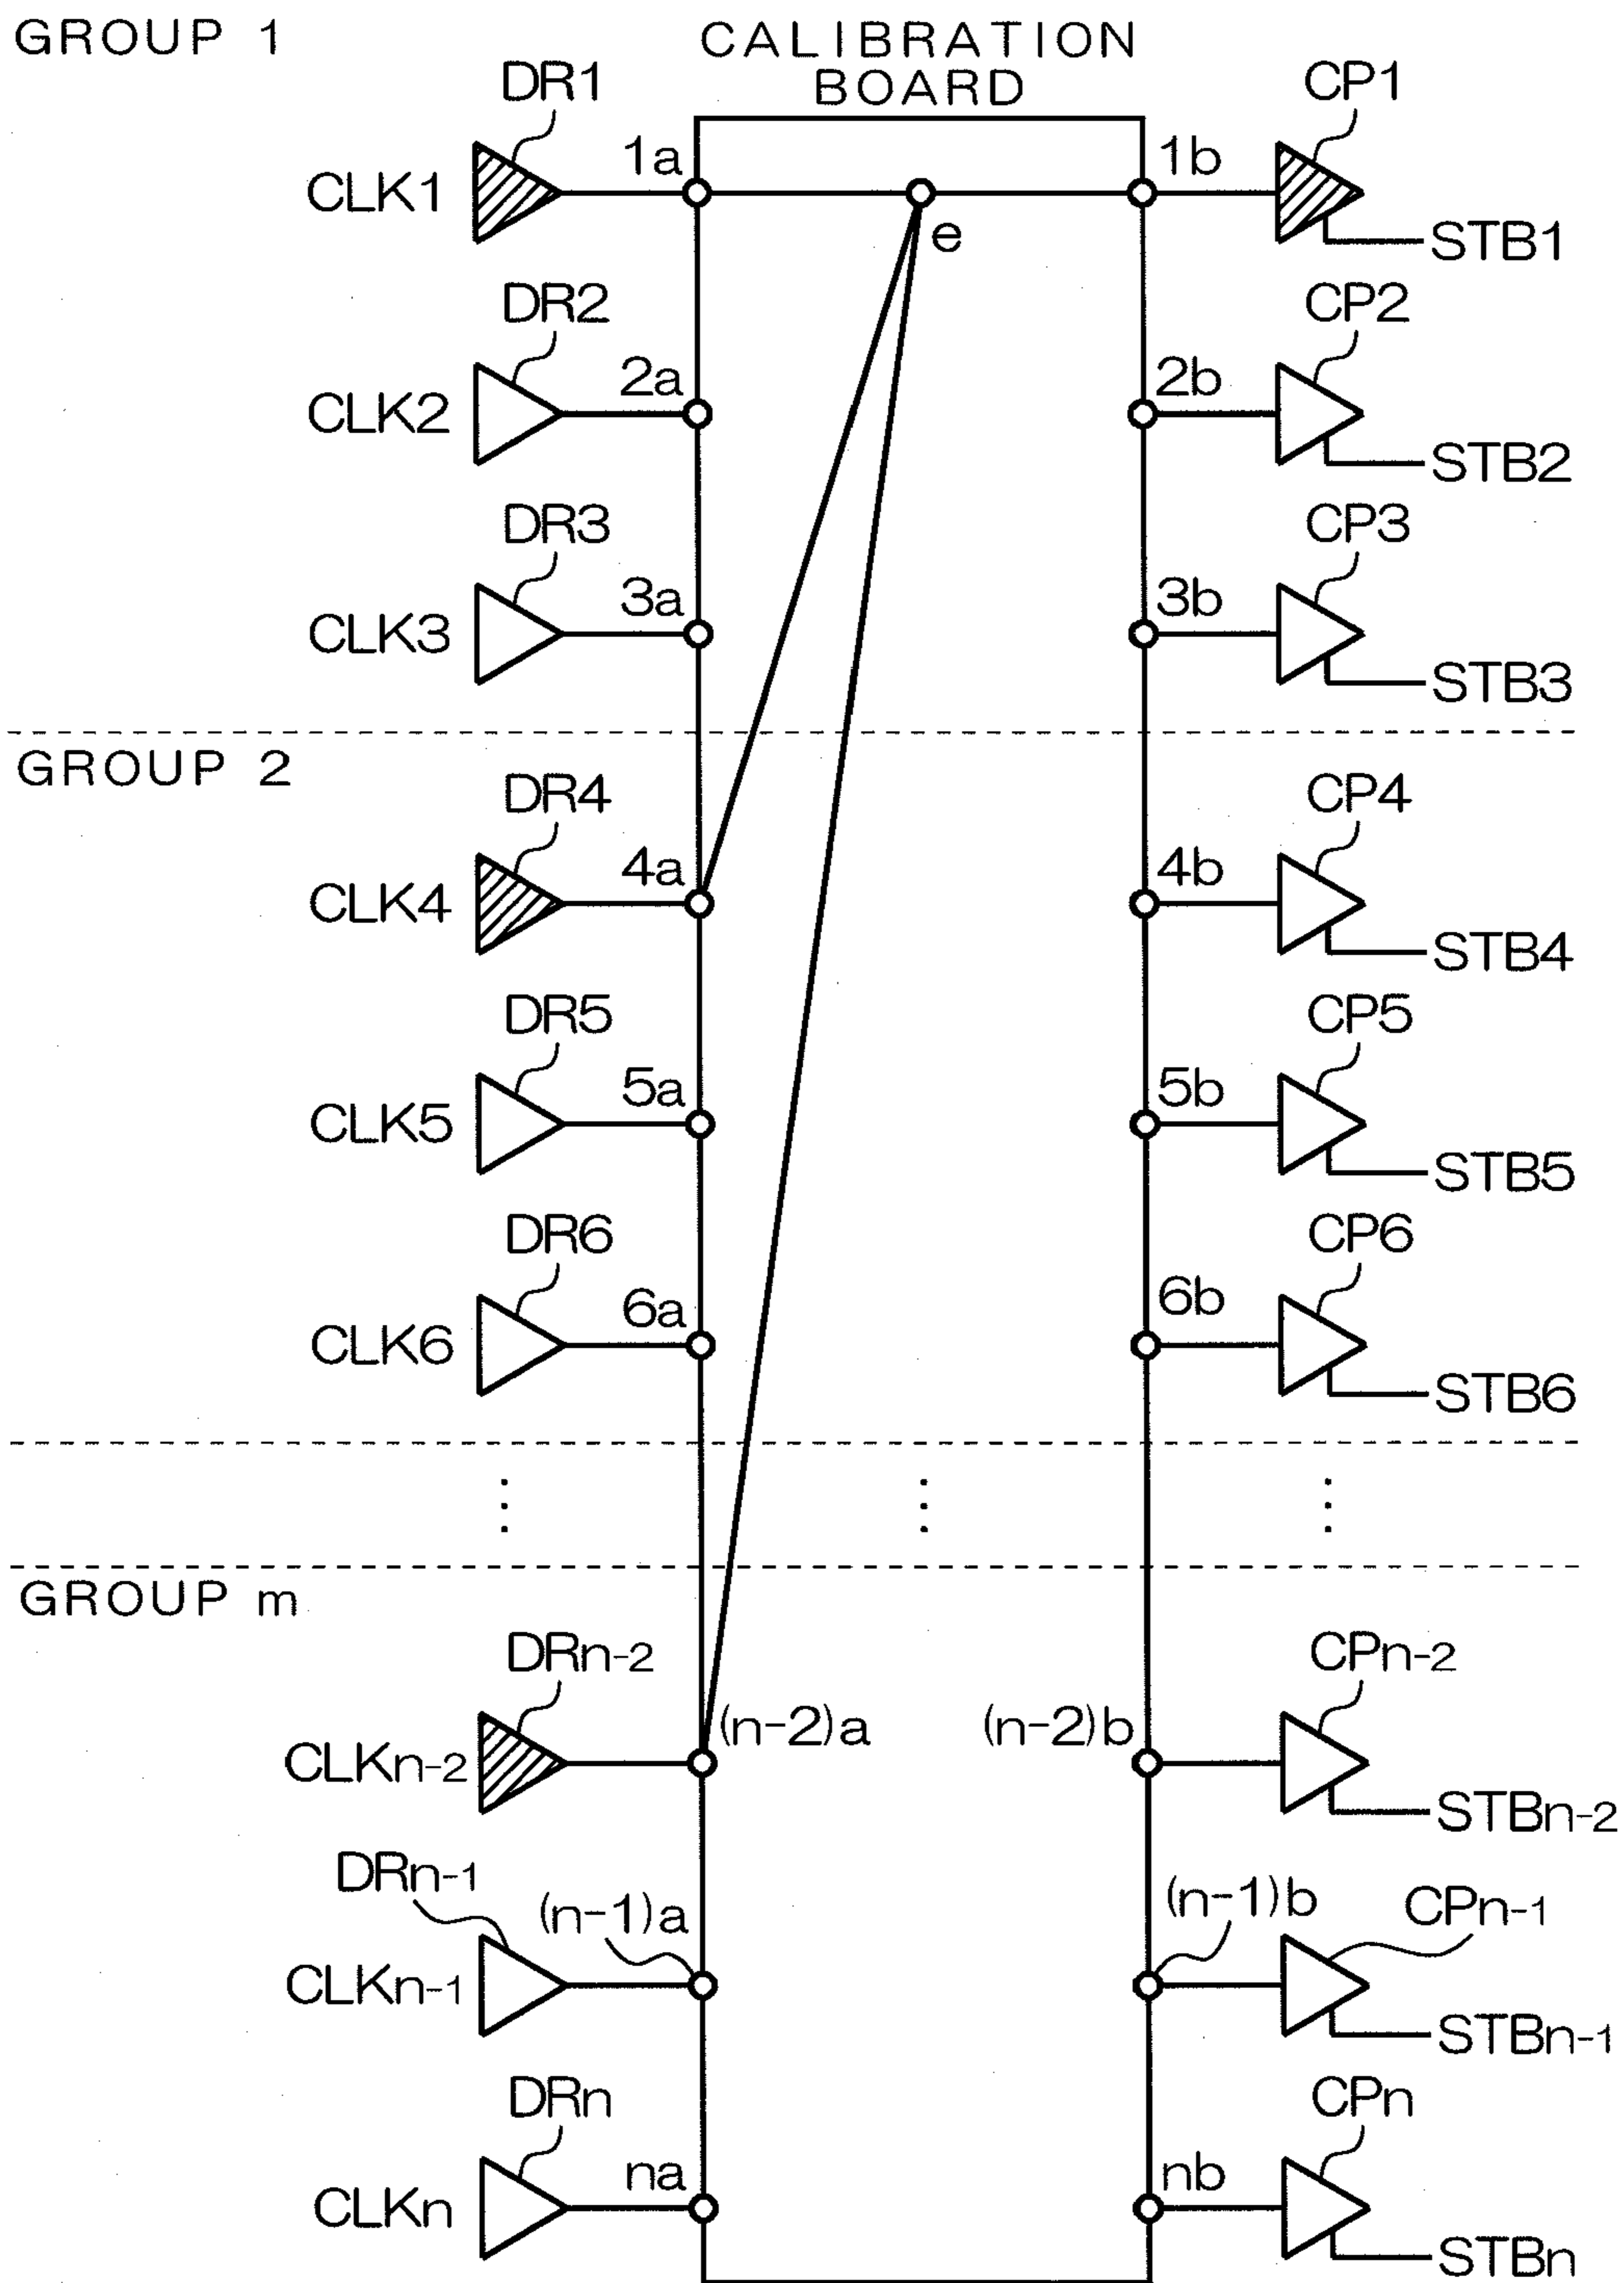 GROUP 1
CALIBRATION
BOARD
DR1
CP1
CLK1
1a
e
1b
STB1
DR2
CP2
CLK2
2a
2b
STB2
DR3
CP3
CLK3
3a
3b
STB3
GROUP 2
DR4
CP4
CLK4
4a
4b
STB4
DR5
CP5
CLK5
5a
5b
STB5
DR6
CP6
CLK6
6a
6b
STB6
GROUP m
DRn-2
CPn-2
CLKn-2
(n-2)a
(n-2)b
STBn-2
DRn-1
CPn-1
CLKn-1
(n-1)a
(n-1)b
STBn-1
DRn
CPn
CLKn
na
nb
STBn